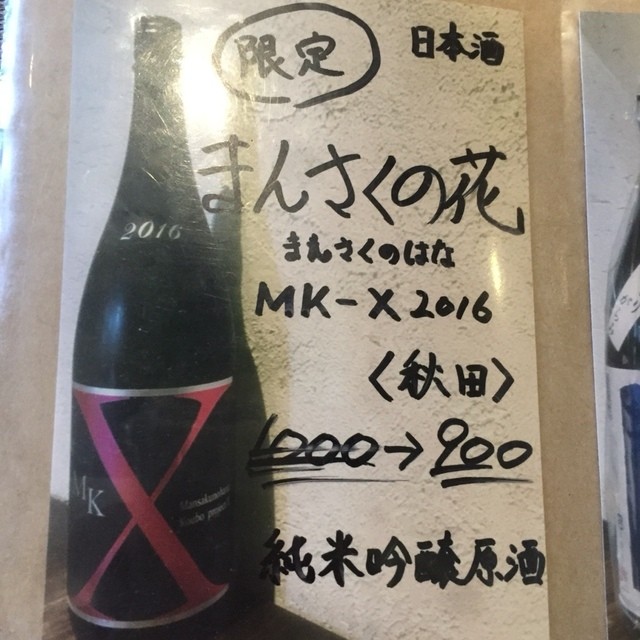 限定
日本酒
まんさくの花
まんさくのはな
MK-X 2016
〈秋田〉
1000→900
純米吟醸原酒
2016
MK
X